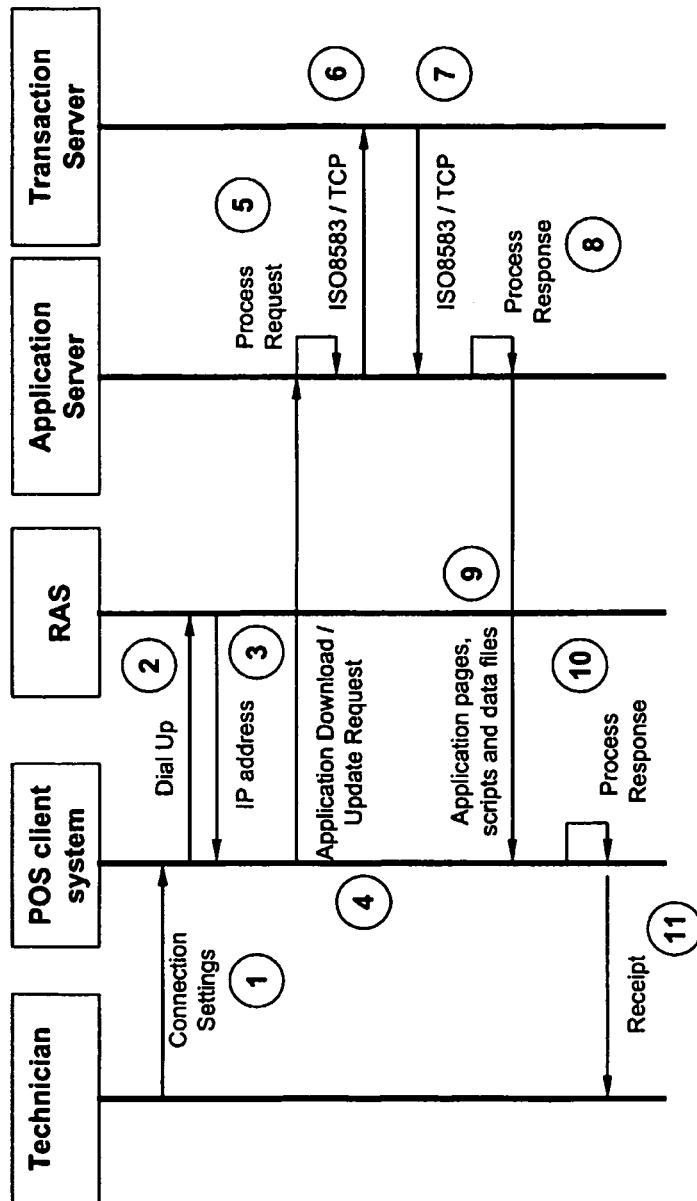 Technician
POS client
system
RAS
Application
Server
Transaction
Server
Connection
Settings
1
Dial Up
2
IP address
3
Application Download /
Update Request
4
Process
Request
5
ISO8583 / TCP
6
ISO8583 / TCP
7
Process
Response
8
Application pages,
scripts and data files
9
Process
Response
10
Receipt
11